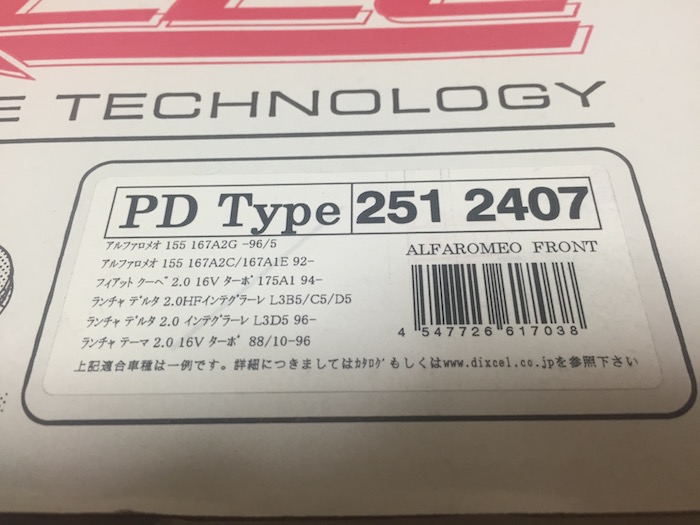 E TECHNOLOGY
PD Type 251 2407
アルファロメオ 155 167A2G -96/5
アルファロメオ 155 167A2C/167A1E 92-
フィアット クーペ 2.0 16V ターボ 175A1 94-
ランチャ デルタ 2.0HFインテグラーレ L3B5/C5/D5
ランチャ デルタ 2.0 インテグラーレ L3D5 96-
ランチャ テーマ 2.0 16V ターボ 88/10-96
ALFAROMEO FRONT
4 547726 617038
上記適合車種は一例です。詳細につきましてはカタログもしくはwww.dixcel.co.jpを参照下さい